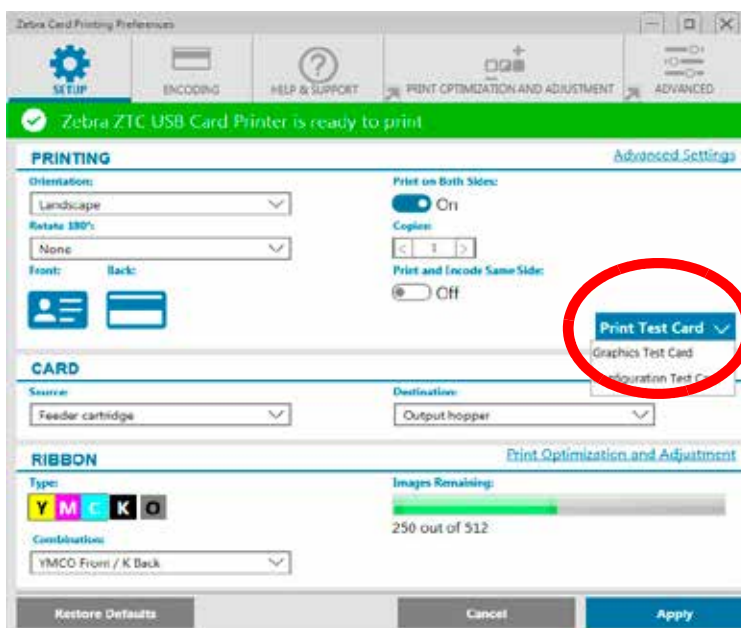 Zebra Card Printing Preferences
SETUP
ENCODING
HELP & SUPPORT
PRINT OPTIMIZATION AND ADJUSTMENT
ADVANCED
Zebra ZTC USB Card Printer is ready to print
PRINTING
Advanced Settings
Orientation:
Print on Both Sides:
Landscape
On
Rotate 180°:
Copies:
None
1
Front: Back:
Print and Encode Same Side:
Off
Print Test Card
Graphics Test Card
CARD
Test
Source:
Destination:
Feeder cartridge
Output hopper
RIBBON
Print Optimization and Adjustment
Type:
Images Remaining:
Y M C K O
250 out of 512
Combination:
YMCO Front / K Back
Restore Defaults
Cancel
Apply